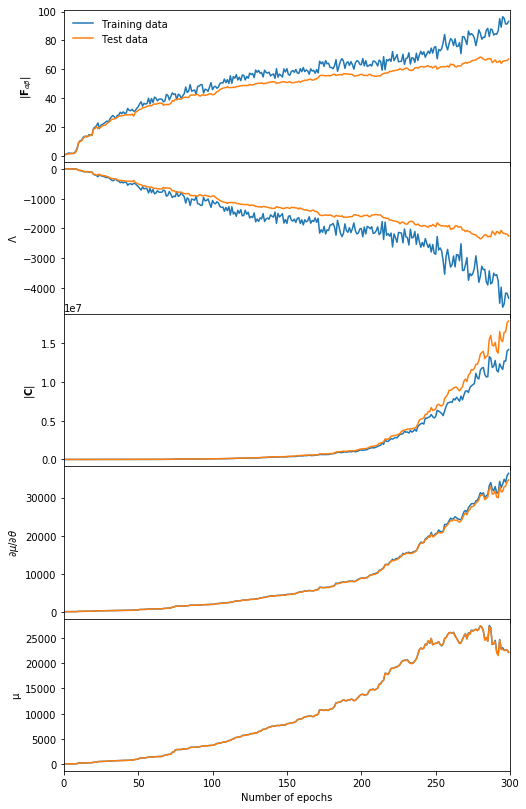 Training data
Test data
100
80
60
40
20
0
|F_αβ|
0
−1000
−2000
−3000
−4000
Λ
1e7
1.5
1.0
0.5
0.0
|C|
30000
20000
10000
0
∂μ/∂θ
25000
20000
15000
10000
5000
0
μ
0 50 100 150 200 250 300
Number of epochs